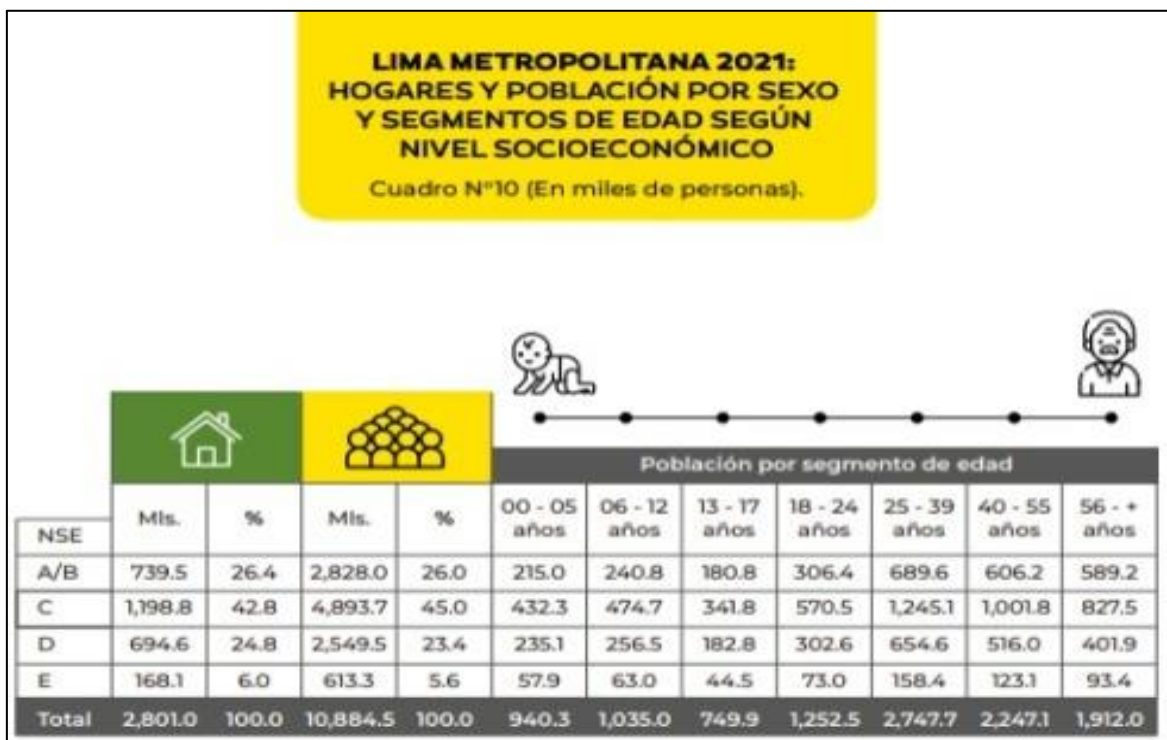 LIMA METROPOLITANA 2021:
HOGARES Y POBLACIÓN POR SEXO
Y SEGMENTOS DE EDAD SEGÚN
NIVEL SOCIOECONÓMICO
Cuadro N°10 (En miles de personas).
Población por segmento de edad
NSE Mls. % Mls. % 00 - 05 años 06 - 12 años 13 - 17 años 18 - 24 años 25 - 39 años 40 - 55 años 56 - + años
A/B 739.5 26.4 2,828.0 26.0 215.0 240.8 180.8 306.4 689.6 606.2 589.2
C 1,198.8 42.8 4,893.7 45.0 432.3 474.7 341.8 570.5 1,245.1 1,001.8 827.5
D 694.6 24.8 2,549.5 23.4 235.1 256.5 182.8 302.6 654.6 516.0 401.9
E 168.1 6.0 613.3 5.6 57.9 63.0 44.5 73.0 158.4 123.1 93.4
Total 2,801.0 100.0 10,884.5 100.0 940.3 1,035.0 749.9 1,252.5 2,747.7 2,247.1 1,912.0